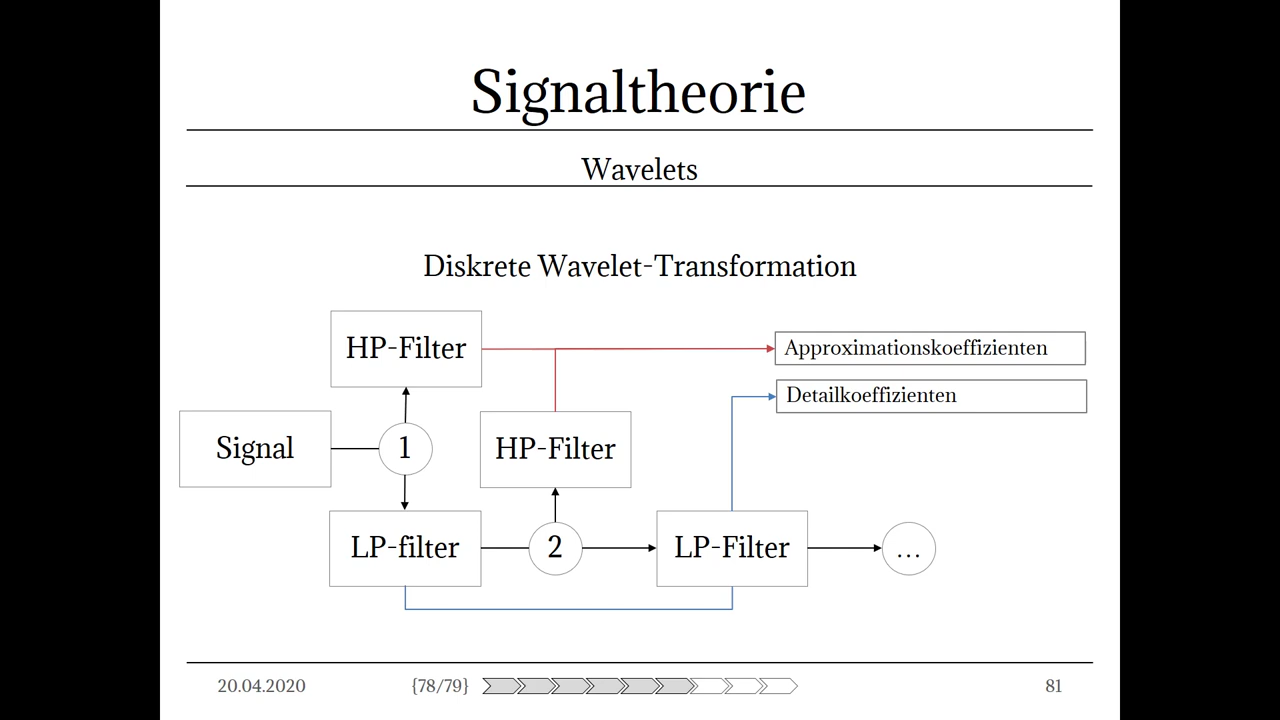 Signaltheorie
Wavelets
Diskrete Wavelet-Transformation
HP-Filter
Approximationskoeffizienten
Detailkoeffizienten
Signal
1
HP-Filter
LP-filter
2
LP-Filter
...
20.04.2020
{78/79}
81